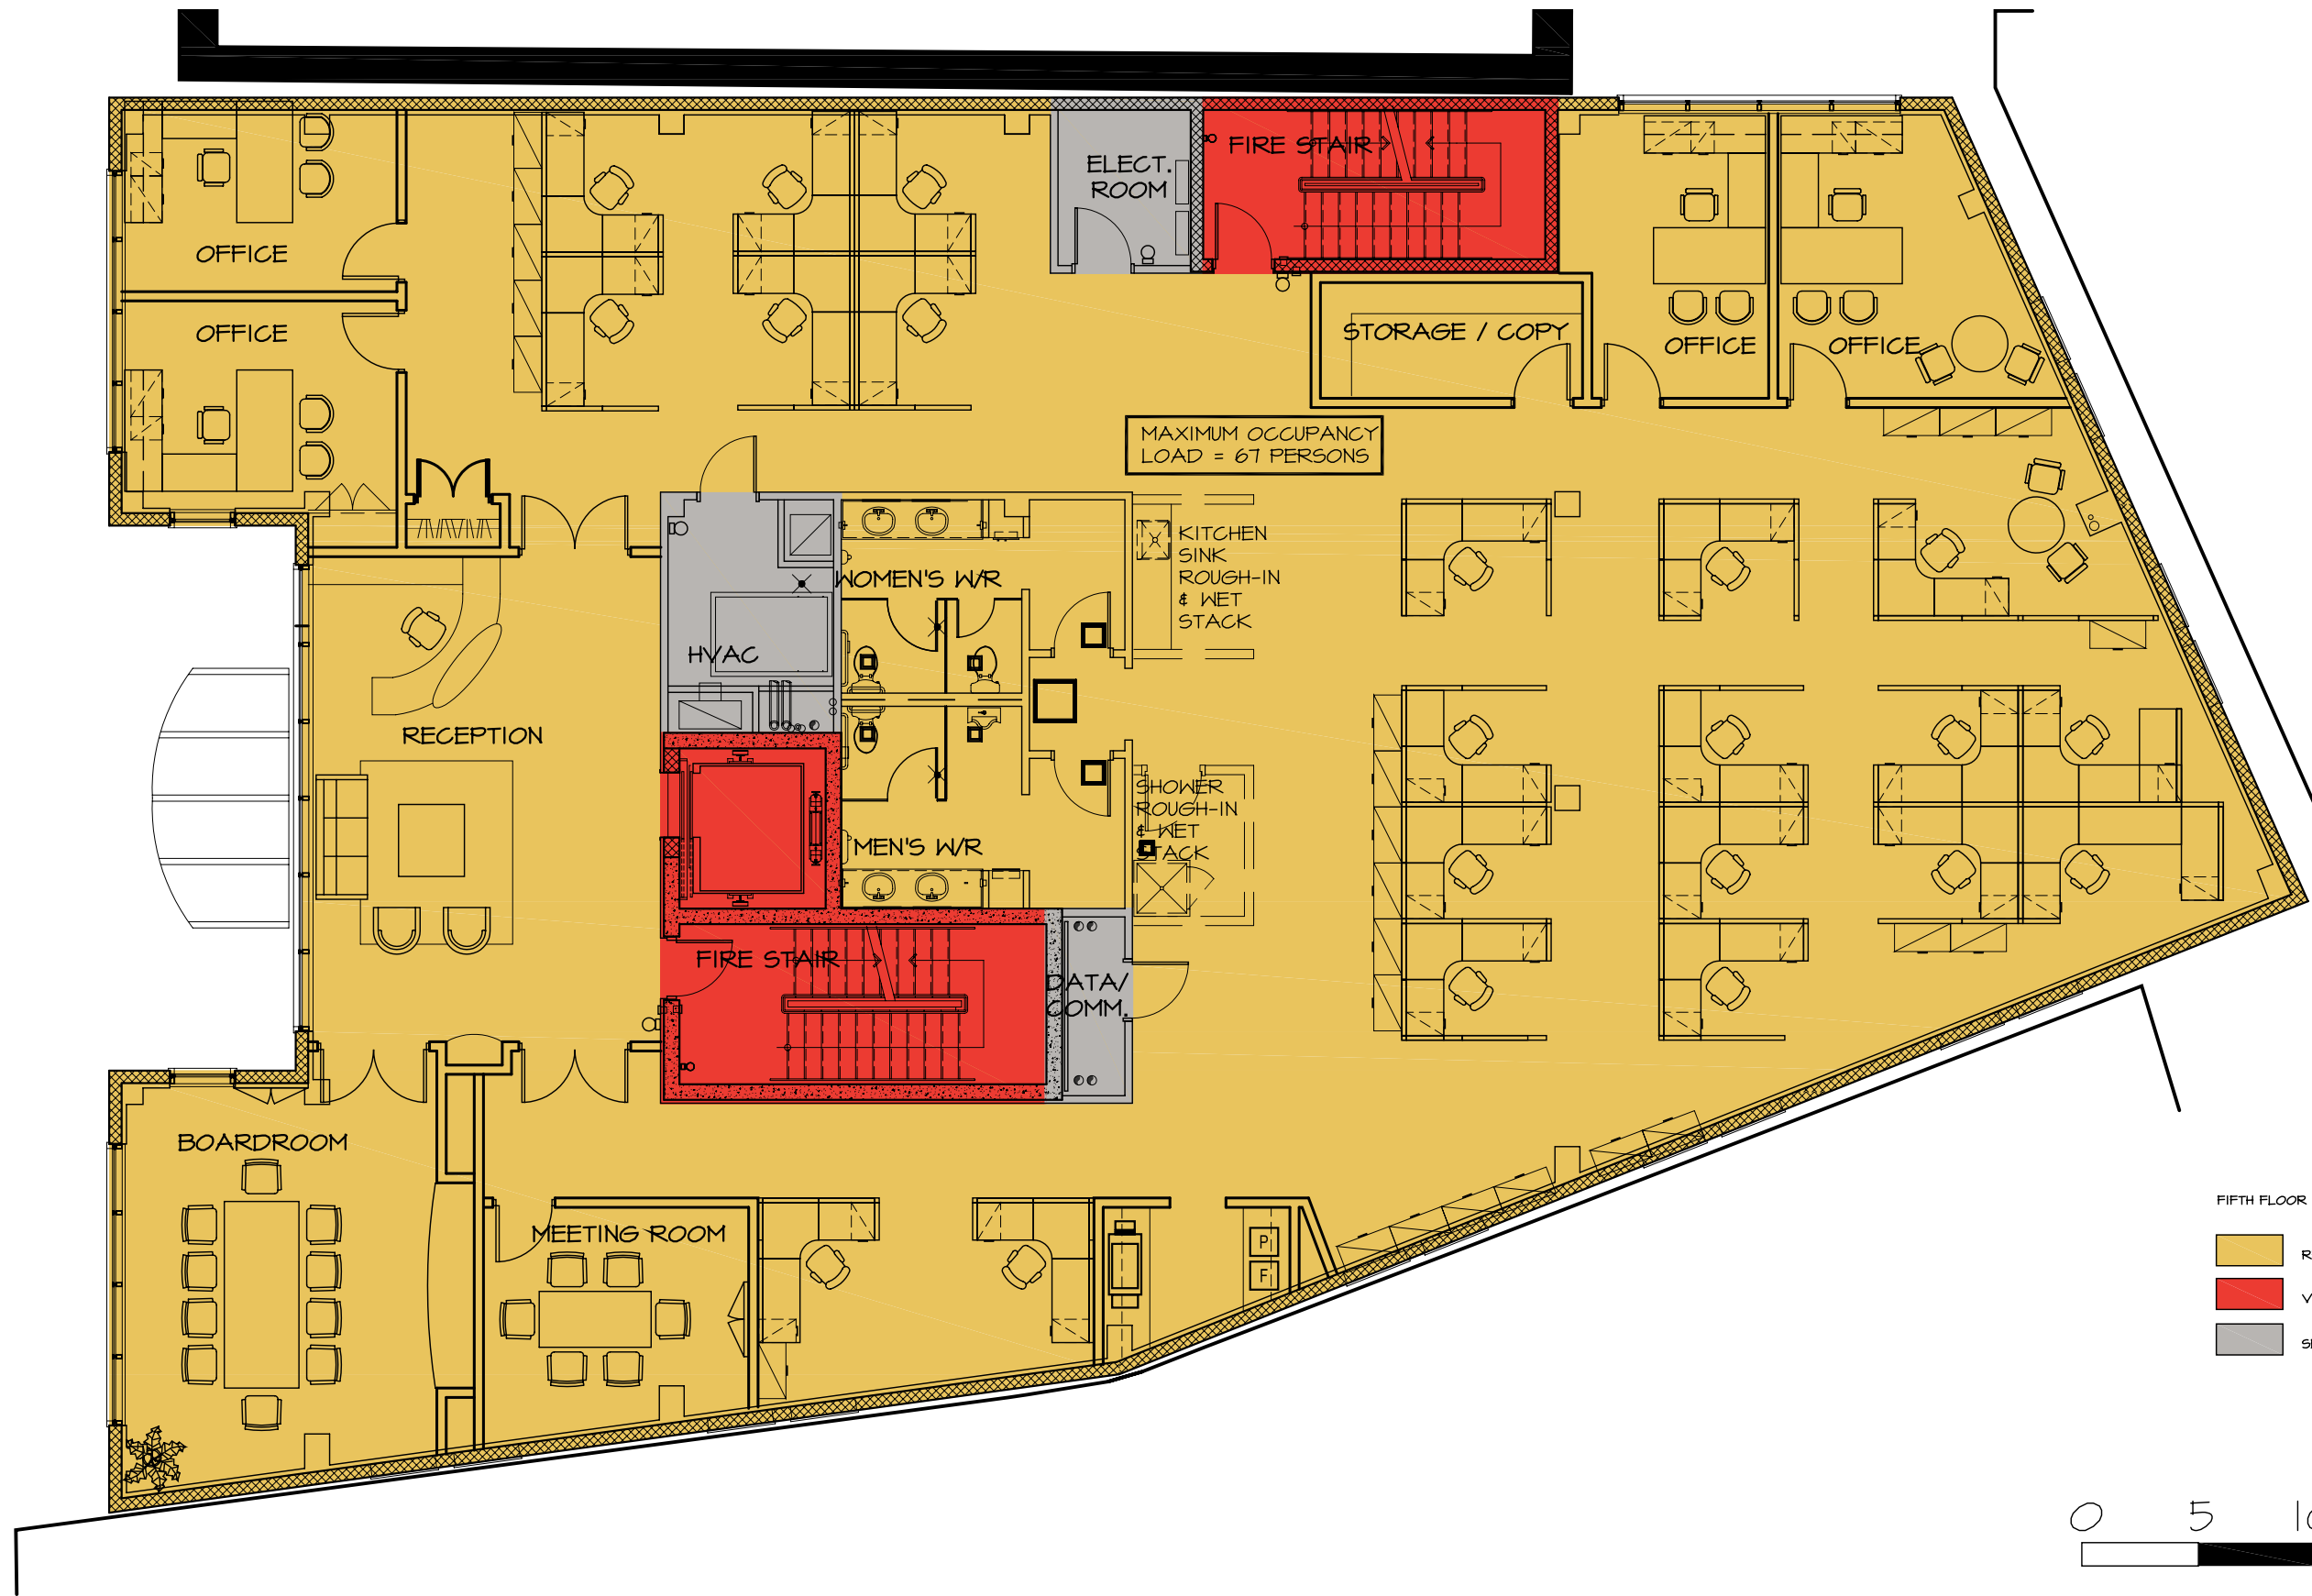 ELECT.
ROOM
FIRE STAIR
OFFICE
OFFICE
STORAGE / COPY
OFFICE
OFFICE
MAXIMUM OCCUPANCY
LOAD = 67 PERSONS
KITCHEN
SINK
ROUGH-IN
& WET
STACK
WOMEN'S W/R
HVAC
RECEPTION
SHOWER
ROUGH-IN
& WET
STACK
MEN'S W/R
FIRE STAIR
DATA/
COMM.
BOARDROOM
MEETING ROOM
P
F
FIFTH FLOOR
0 5